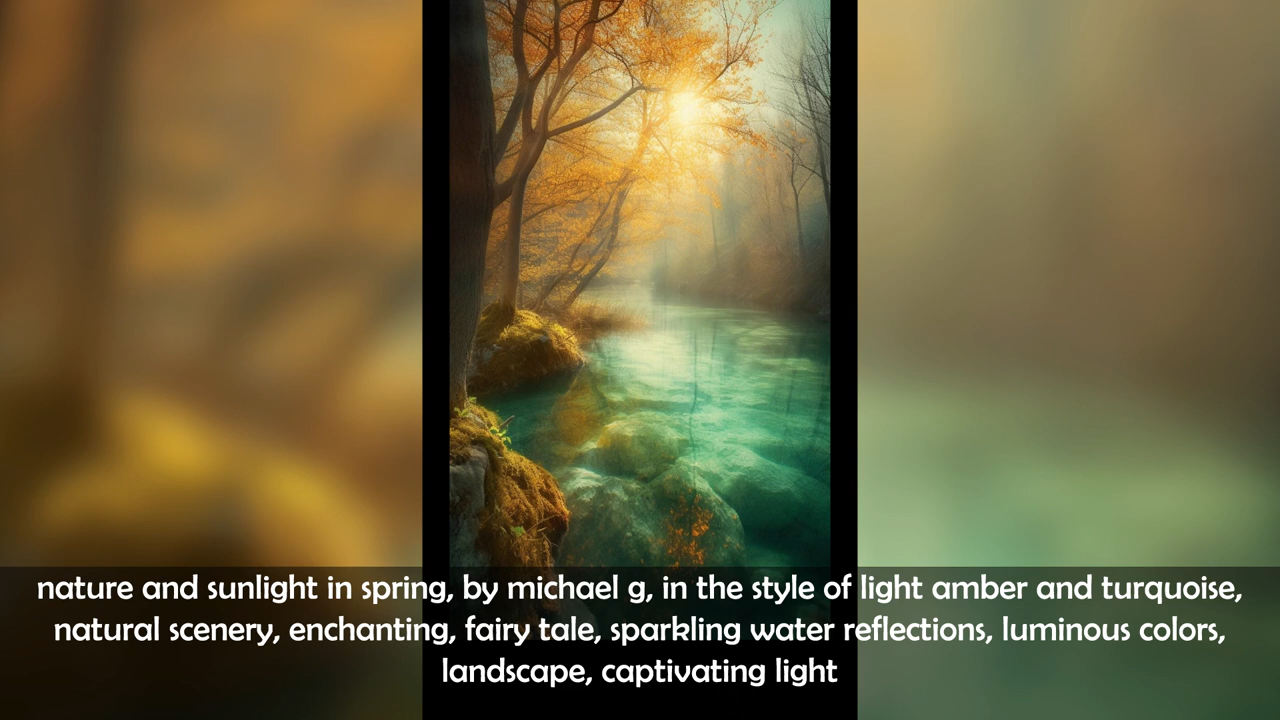 nature and sunlight in spring, by michael g, in the style of light amber and turquoise,
natural scenery, enchanting, fairy tale, sparkling water reflections, luminous colors,
landscape, captivating light